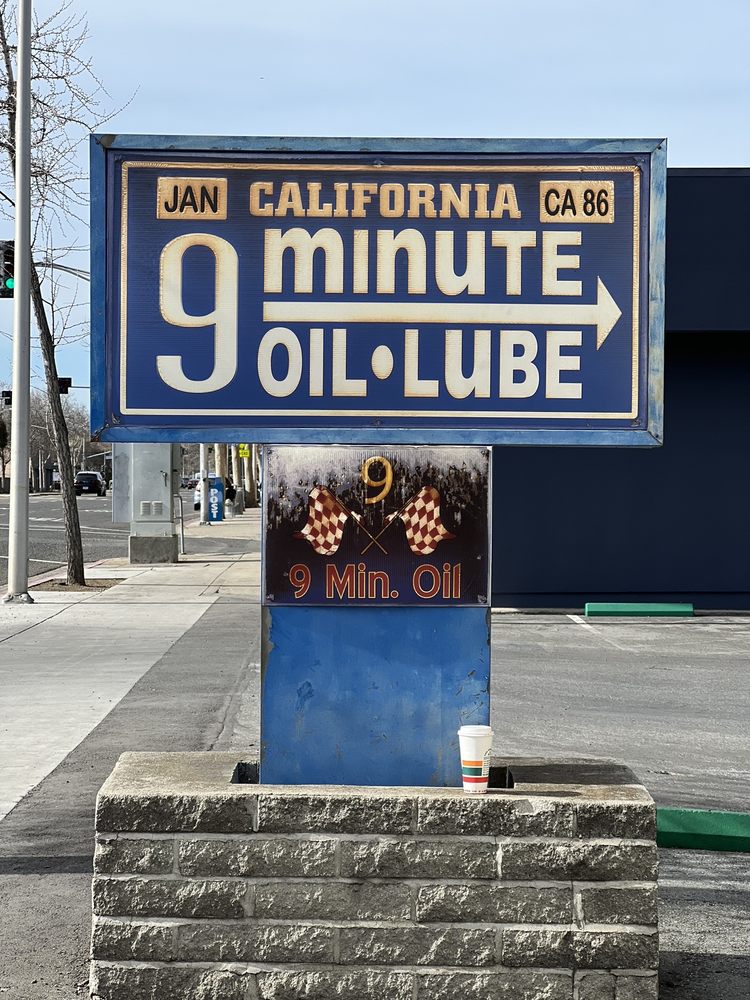 JAN CALIFORNIA CA 86
9 minuTE
OIL•LuBE
9
9 Min. Oil
POST